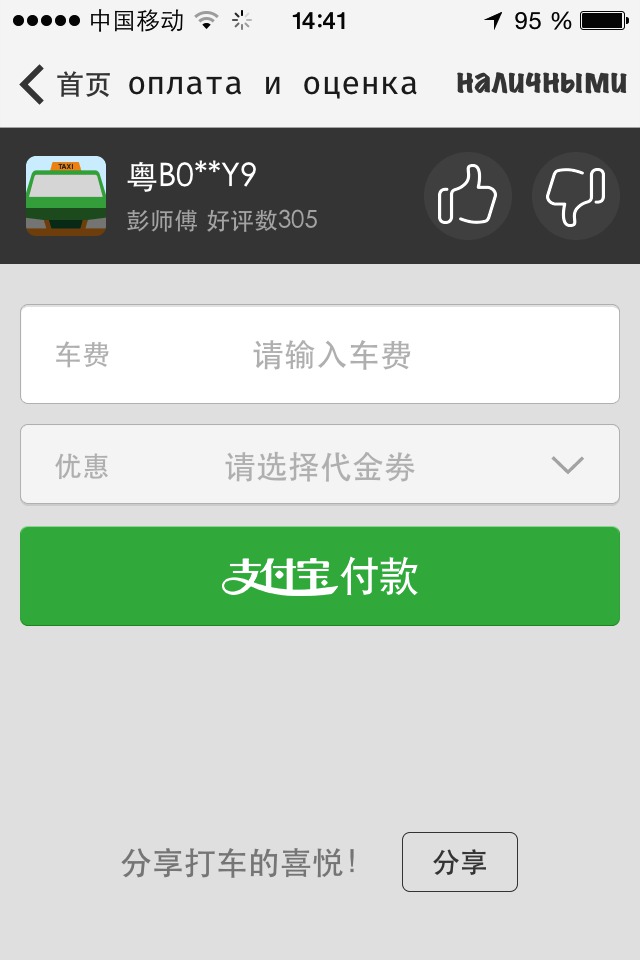 中国移动 14:41 95 %
首页 оплата и оценка наличными
TAXI
粤B0**Y9
彭师傅 好评数305
车费 请输入车费
优惠 请选择代金劵
支付宝付款
分享打车的喜悦！ 分享